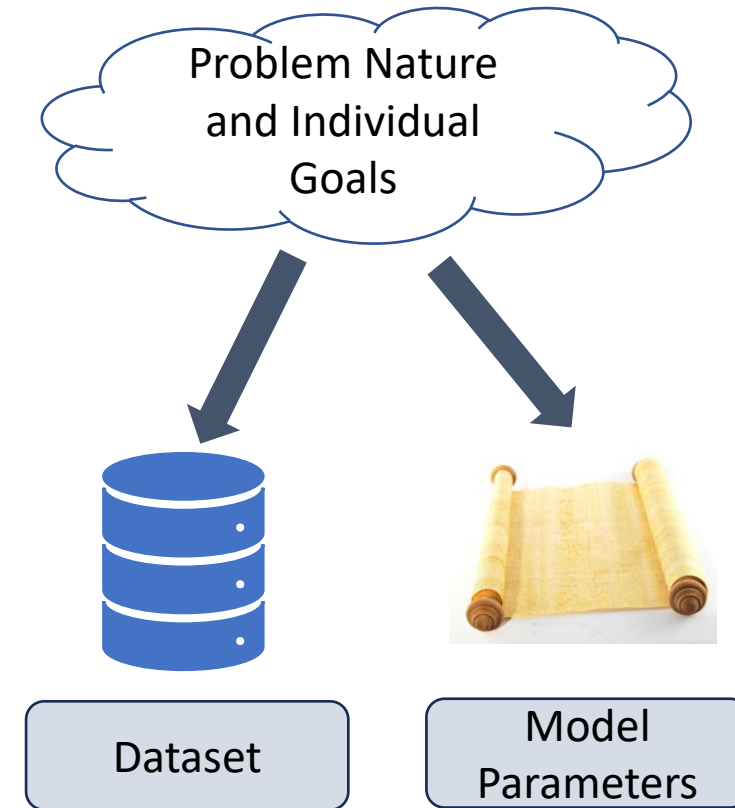 Problem Nature
and Individual
Goals
Dataset
Model
Parameters